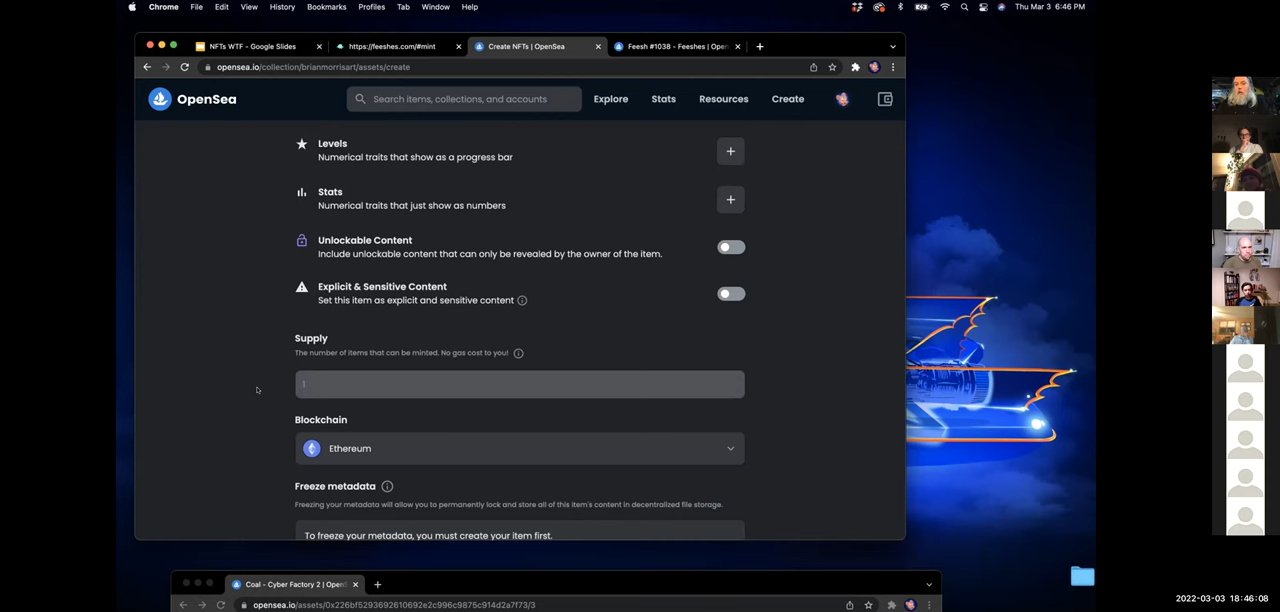 Chrome File Edit View History Bookmarks Profiles Tab Window Help Thu Mar 3 6:46 PM
NFTs WTF - Google Slides https://feeshes.com/#mint Create NFTs | OpenSea Feesh #1038 - Feeshes | Open
opensea.io/collection/brianmorrisart/assets/create
OpenSea Search items, collections, and accounts Explore Stats Resources Create
Levels
Numerical traits that show as a progress bar
Stats
Numerical traits that just show as numbers
Unlockable Content
Include unlockable content that can only be revealed by the owner of the item.
Explicit & Sensitive Content
Set this item as explicit and sensitive content
Supply
The number of items that can be minted. No gas cost to you!
Blockchain
Ethereum
Freeze metadata
Freezing your metadata will allow you to permanently lock and store all of this item's content in decentralized file storage.
To freeze your metadata, you must create your item first.
Coal - Cyber Factory 2 | Open
opensea.io/assets/0x226bf5293692610692e2c996c9875c914d2a7f73/3
2022-03-03 18:46:08